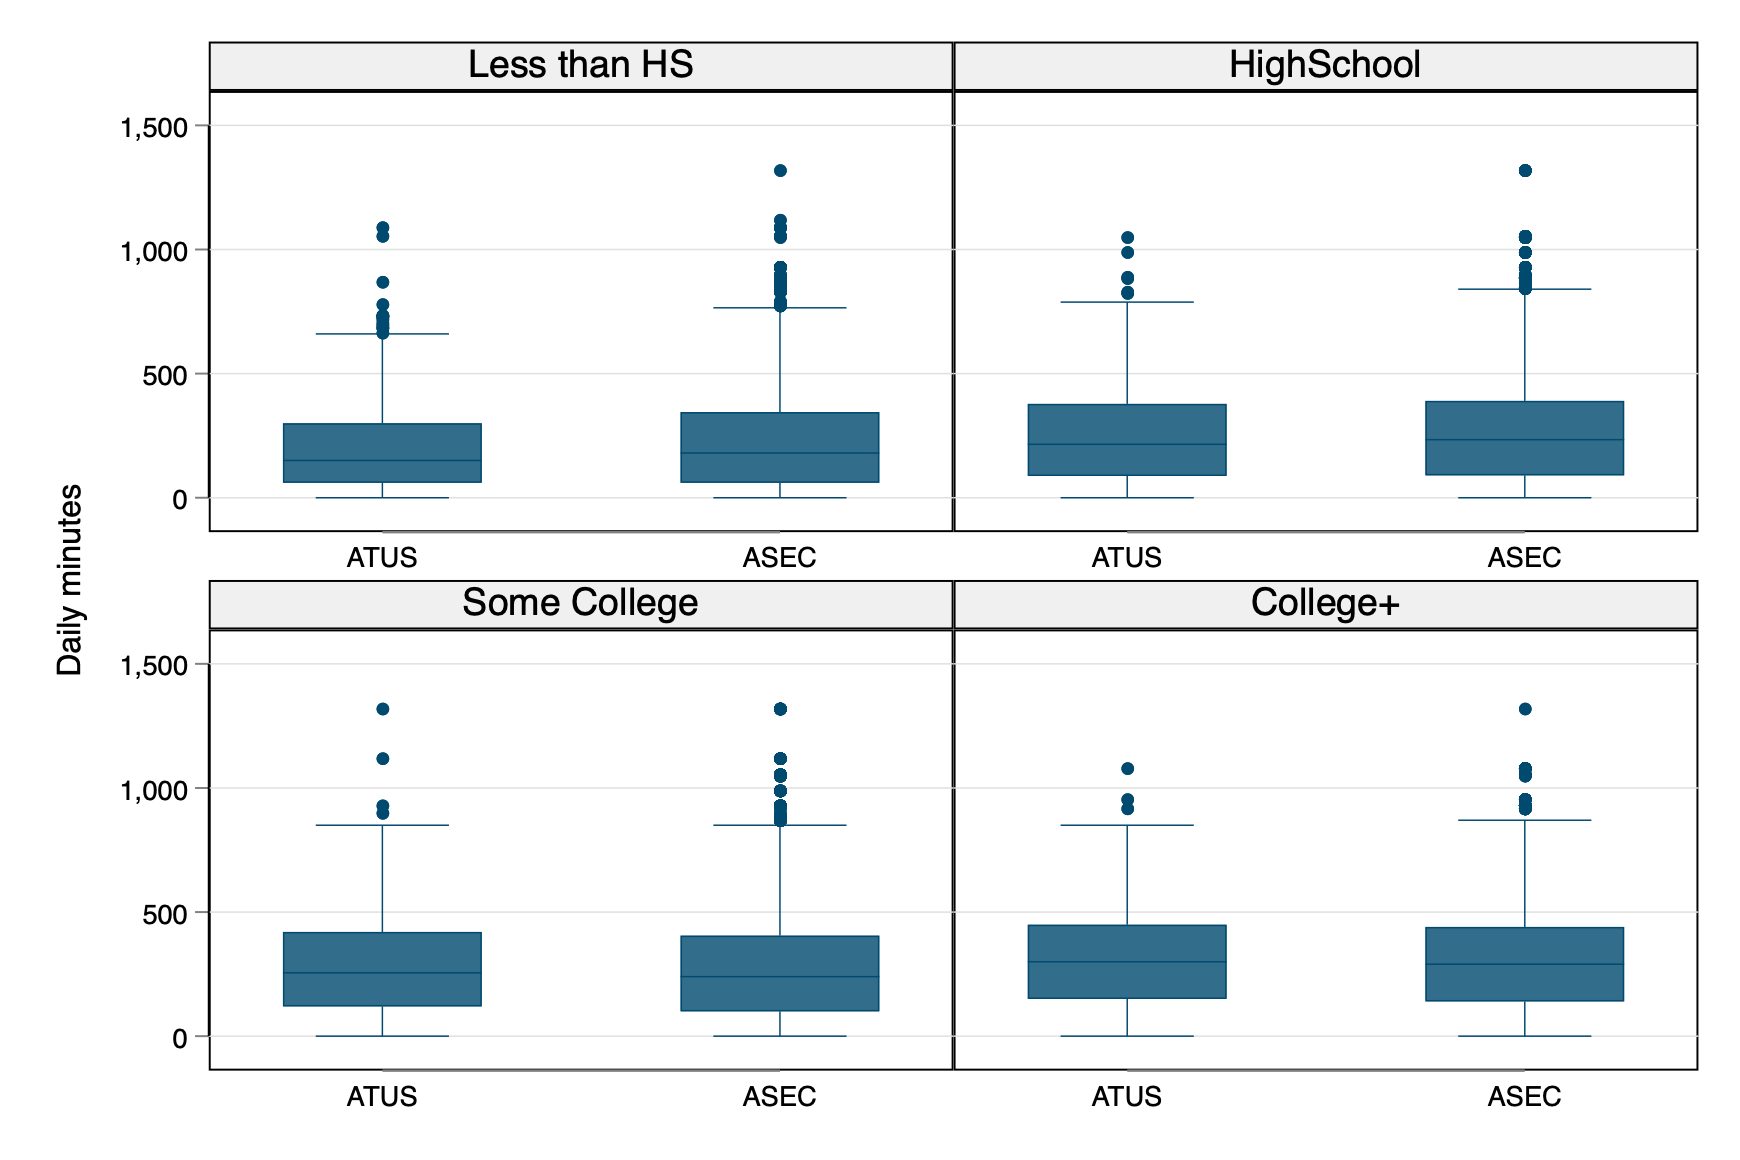 Daily minutes
Less than HS
HighSchool
1,500
1,000
500
0
ATUS
ASEC
ATUS
ASEC
Some College
College+
1,500
1,000
500
0
ATUS
ASEC
ATUS
ASEC